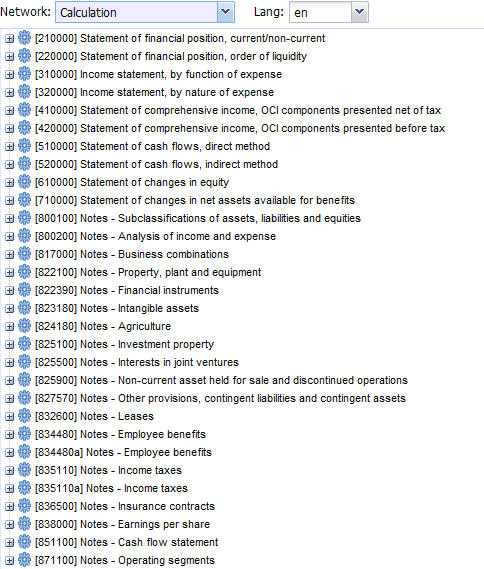 Network: Calculation Lang: en
[210000] Statement of financial position, current/non-current
[220000] Statement of financial position, order of liquidity
[310000] Income statement, by function of expense
[320000] Income statement, by nature of expense
[410000] Statement of comprehensive income, OCI components presented net of tax
[420000] Statement of comprehensive income, OCI components presented before tax
[510000] Statement of cash flows, direct method
[520000] Statement of cash flows, indirect method
[610000] Statement of changes in equity
[710000] Statement of changes in net assets available for benefits
[800100] Notes - Subclassifications of assets, liabilities and equities
[800200] Notes - Analysis of income and expense
[817000] Notes - Business combinations
[822100] Notes - Property, plant and equipment
[822390] Notes - Financial instruments
[823180] Notes - Intangible assets
[824180] Notes - Agriculture
[825100] Notes - Investment property
[825500] Notes - Interests in joint ventures
[825900] Notes - Non-current asset held for sale and discontinued operations
[827570] Notes - Other provisions, contingent liabilities and contingent assets
[832600] Notes - Leases
[834480] Notes - Employee benefits
[834480a] Notes - Employee benefits
[835110] Notes - Income taxes
[835110a] Notes - Income taxes
[836500] Notes - Insurance contracts
[838000] Notes - Earnings per share
[851100] Notes - Cash flow statement
[871100] Notes - Operating segments